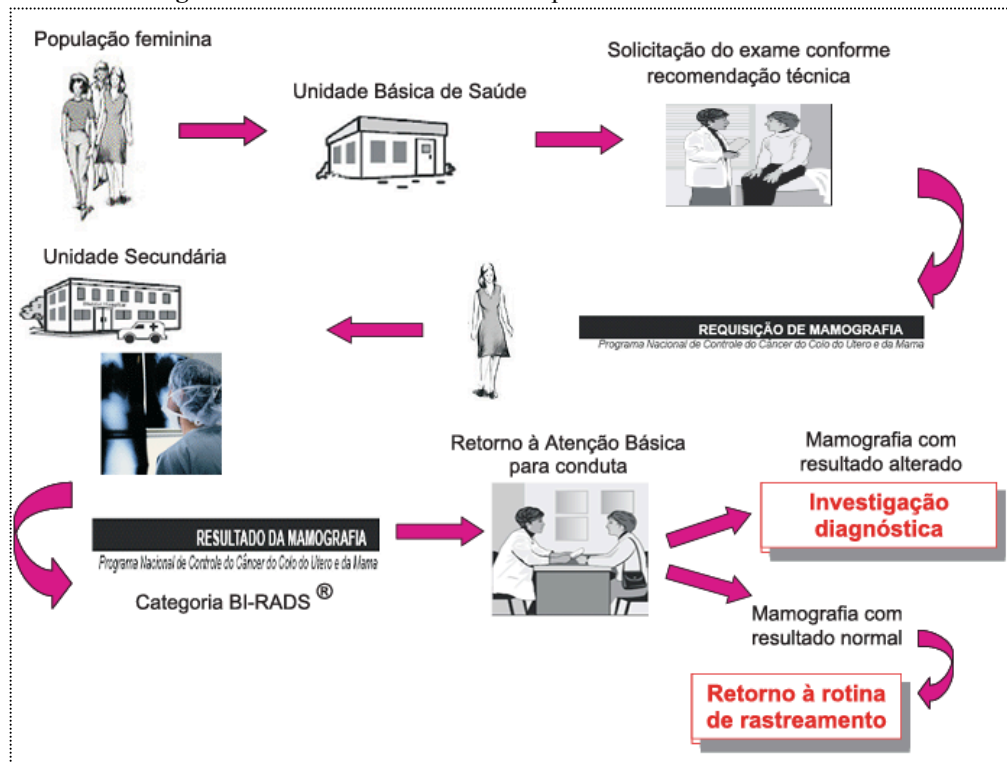 População feminina
Unidade Básica de Saúde
Solicitação do exame conforme
recomendação técnica
REQUISIÇÃO DE MAMOGRAFIA
Programa Nacional de Controle do Câncer do Colo do Utero e da Mama
Unidade Secundária
RESULTADO DA MAMOGRAFIA
Programa Nacional de Controle do Câncer do Colo do Utero e da Mama
Categoria BI-RADS ®
Retorno à Atenção Básica
para conduta
Mamografia com
resultado alterado
Investigação
diagnóstica
Mamografia com
resultado normal
Retorno à rotina
de rastreamento